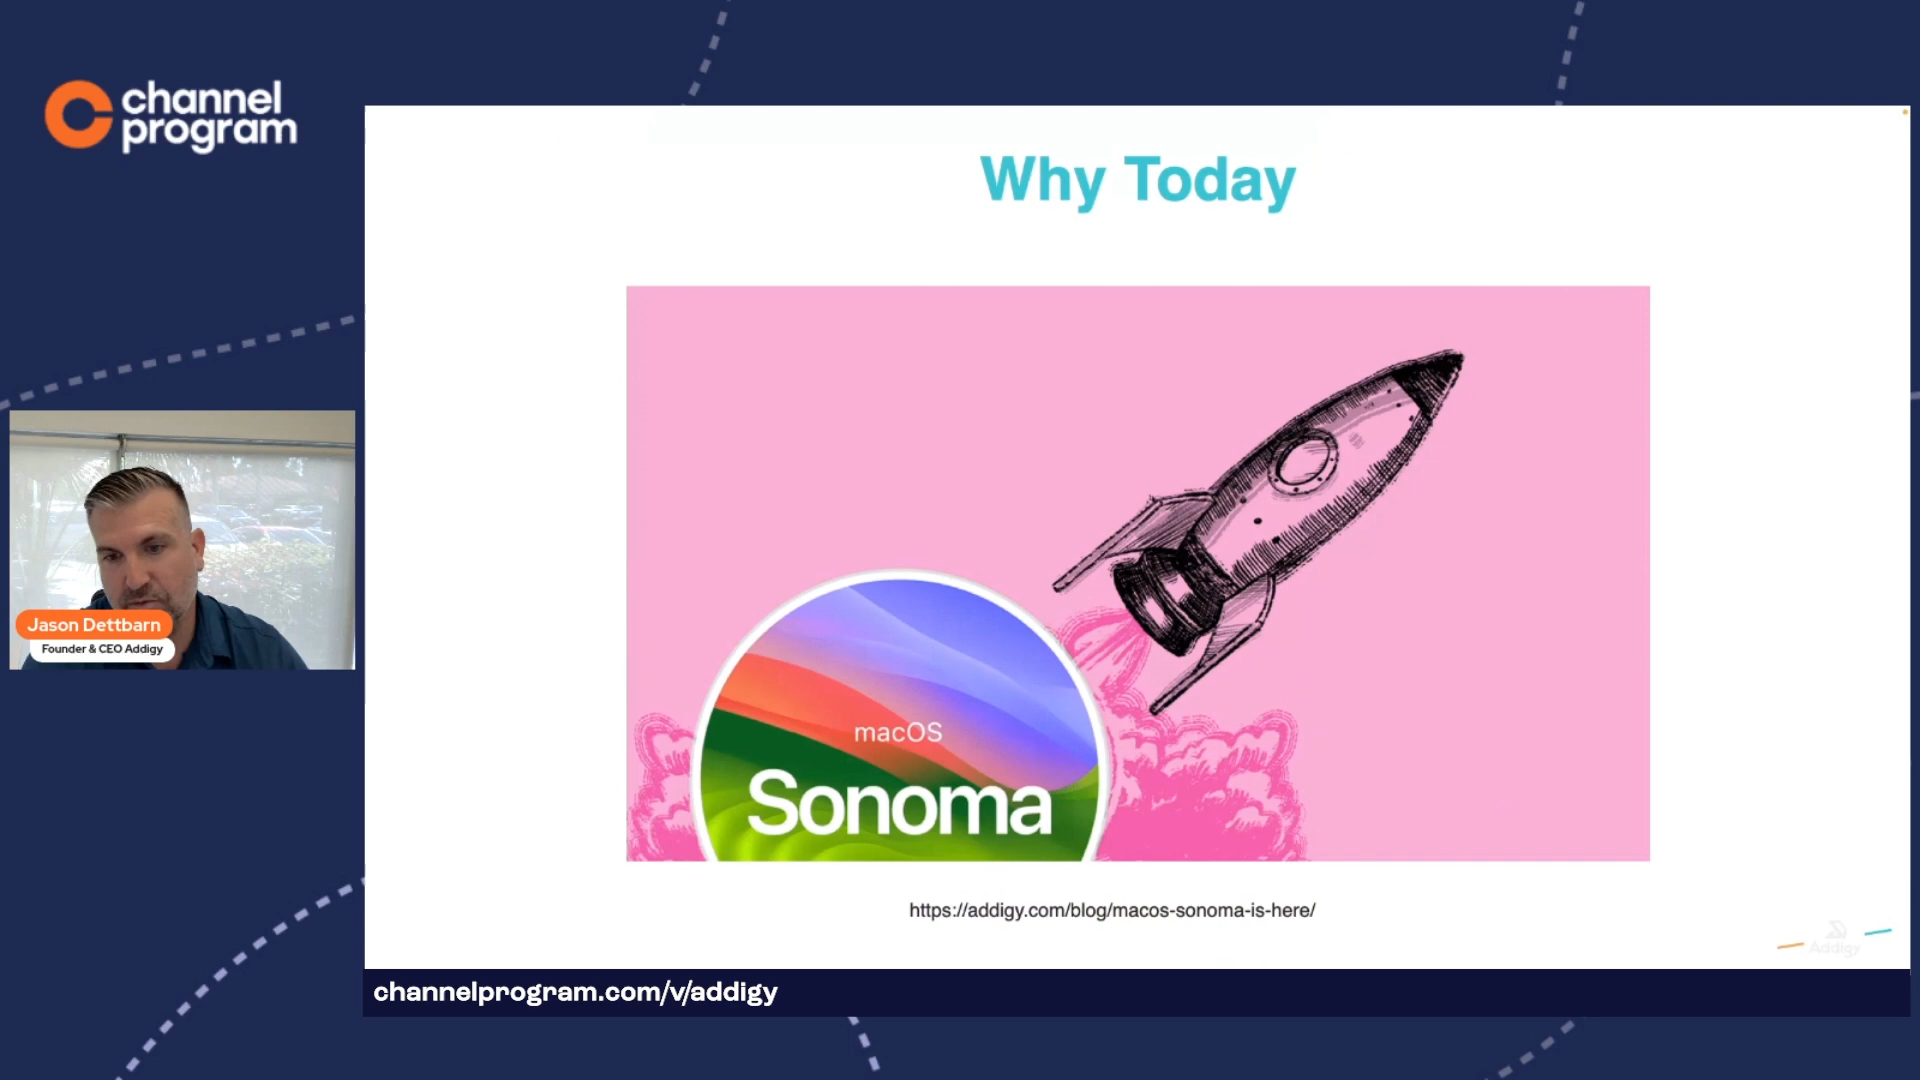 channel
program
Why Today
macOS
Sonoma
Jason Dettbarn
Founder & CEO Addigy
https://addigy.com/blog/macos-sonoma-is-here/
Addigy
channelprogram.com/v/addigy